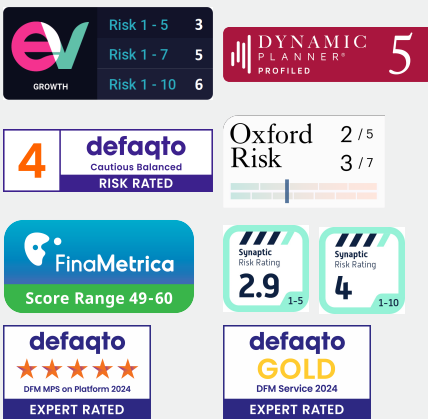 ev
GROWTH
Risk 1 - 5 3
Risk 1 - 7 5
Risk 1 - 10 6
DYNAMIC
PLANNER®
PROFILED
5
4
defaqto
Cautious Balanced
RISK RATED
Oxford
Risk
2 / 5
3 / 7
FinaMetrica
Score Range 49-60
Synaptic
Risk Rating
2.9
1-5
Synaptic
Risk Rating
4
1-10
defaqto
DFM MPS on Platform 2024
EXPERT RATED
defaqto
GOLD
DFM Service 2024
EXPERT RATED